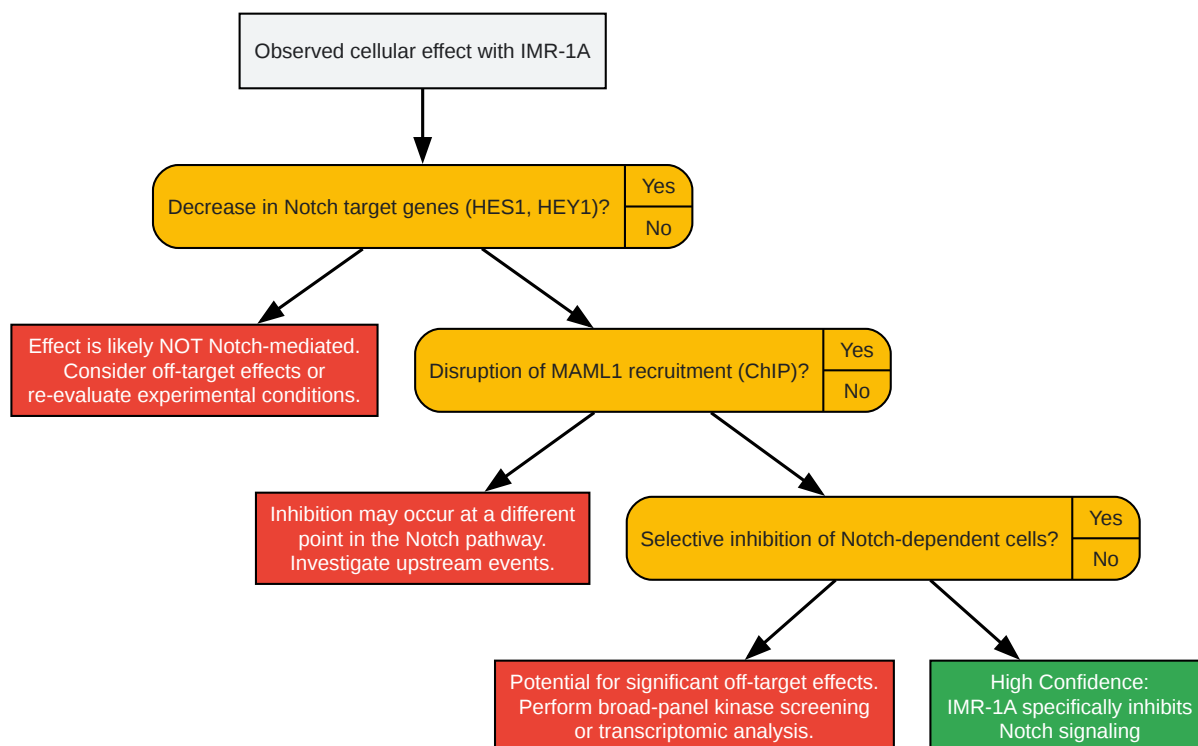 Observed cellular effect with IMR-1A
Decrease in Notch target genes (HES1, HEY1)?
Yes
No
Effect is likely NOT Notch-mediated.
Consider off-target effects or
re-evaluate experimental conditions.
Disruption of MAML1 recruitment (ChIP)?
Yes
No
Inhibition may occur at a different
point in the Notch pathway.
Investigate upstream events.
Selective inhibition of Notch-dependent cells?
Yes
No
Potential for significant off-target effects.
Perform broad-panel kinase screening
or transcriptomic analysis.
High Confidence:
IMR-1A specifically inhibits
Notch signaling